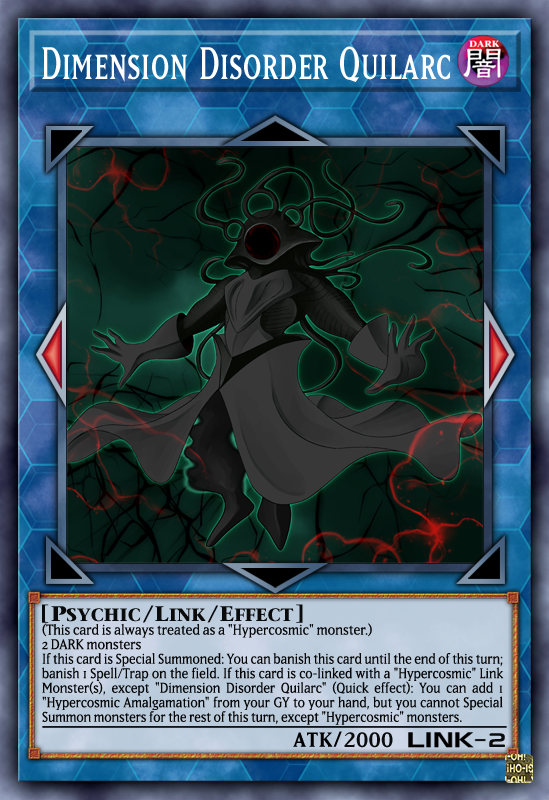 Dimension Disorder Quilarc
DARK
闇
[Psychic/Link/Effect]
(This card is always treated as a "Hypercosmic" monster.)
2 DARK monsters
If this card is Special Summoned: You can banish this card until the end of this turn;
banish 1 Spell/Trap on the field. If this card is co-linked with a "Hypercosmic" Link
Monster(s), except "Dimension Disorder Quilarc" (Quick effect): You can add 1
"Hypercosmic Amalgamation" from your GY to your hand, but you cannot Special
Summon monsters for the rest of this turn, except "Hypercosmic" monsters.
ATK/2000 LINK-2